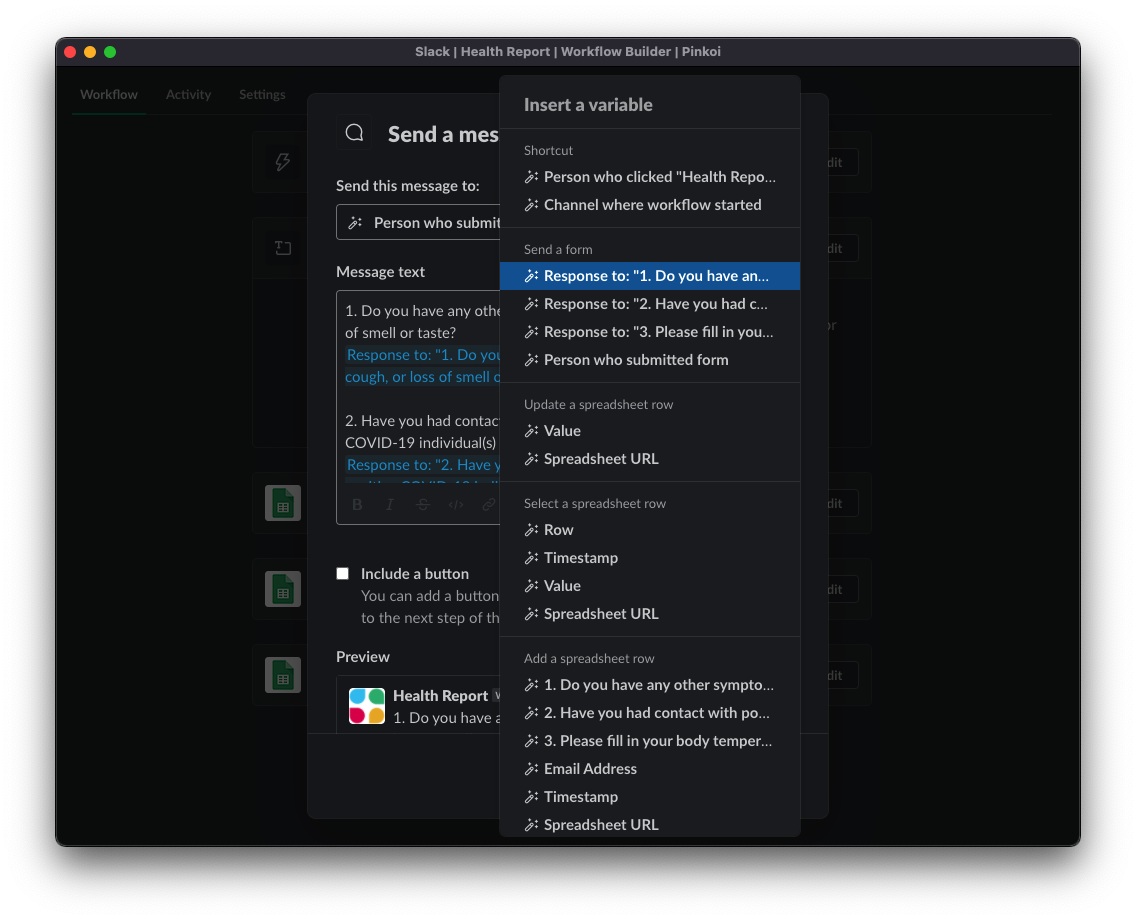 Slack | Health Report | Workflow Builder | Pinkoi
Workflow
Activity
Settings
Send a mes
Send this message to:
Person who submit
Message text
1. Do you have any othe
of smell or taste?
Response to: "1. Do you
cough, or loss of smell o
2. Have you had contac
COVID-19 individual(s)
Response to: "2. Have y
B I S </>
Include a button
You can add a button
to the next step of th
Preview
Health Report W
1. Do you have a
Insert a variable
Shortcut
Person who clicked "Health Repo...
Channel where workflow started
Send a form
Response to: "1. Do you have an...
Response to: "2. Have you had c...
Response to: "3. Please fill in you...
Person who submitted form
Update a spreadsheet row
Value
Spreadsheet URL
Select a spreadsheet row
Row
Timestamp
Value
Spreadsheet URL
Add a spreadsheet row
1. Do you have any other sympto...
2. Have you had contact with po...
3. Please fill in your body temper...
Email Address
Timestamp
Spreadsheet URL
dit
dit
or
dit
dit
dit